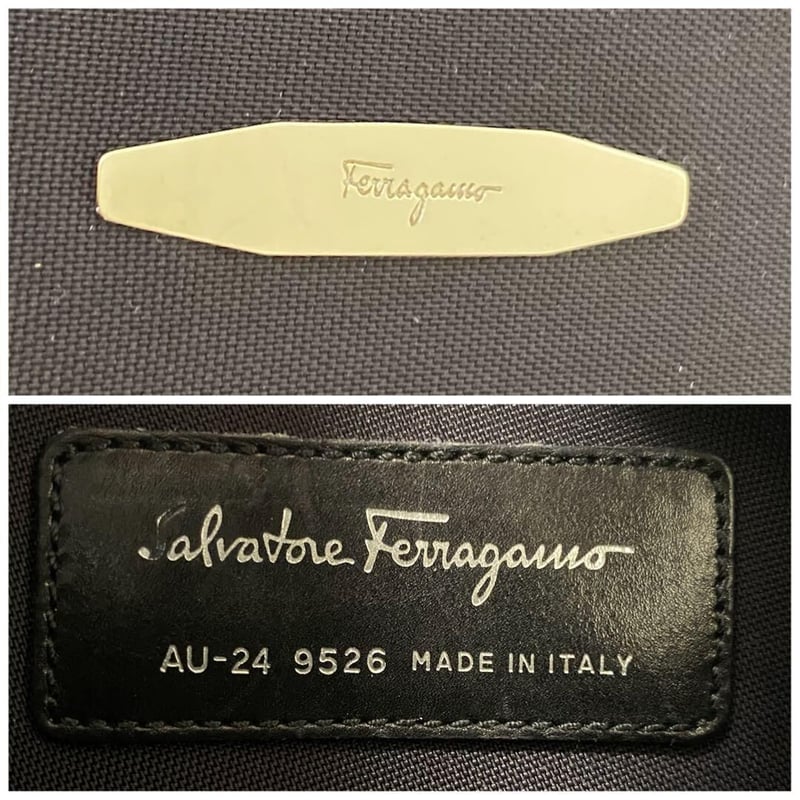 Ferragamo
Salvatore Ferragamo
AU-24 9526 MADE IN ITALY